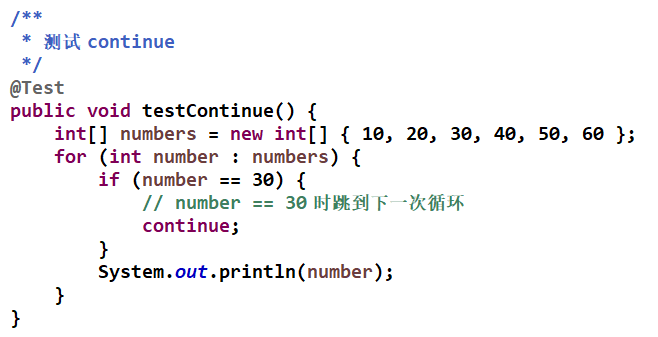 /**
 * 测试 continue
 */
@Test
public void testContinue() {
    int[] numbers = new int[] { 10, 20, 30, 40, 50, 60 };
    for (int number : numbers) {
        if (number == 30) {
            // number == 30 时跳到下一次循环
            continue;
        }
        System.out.println(number);
    }
}